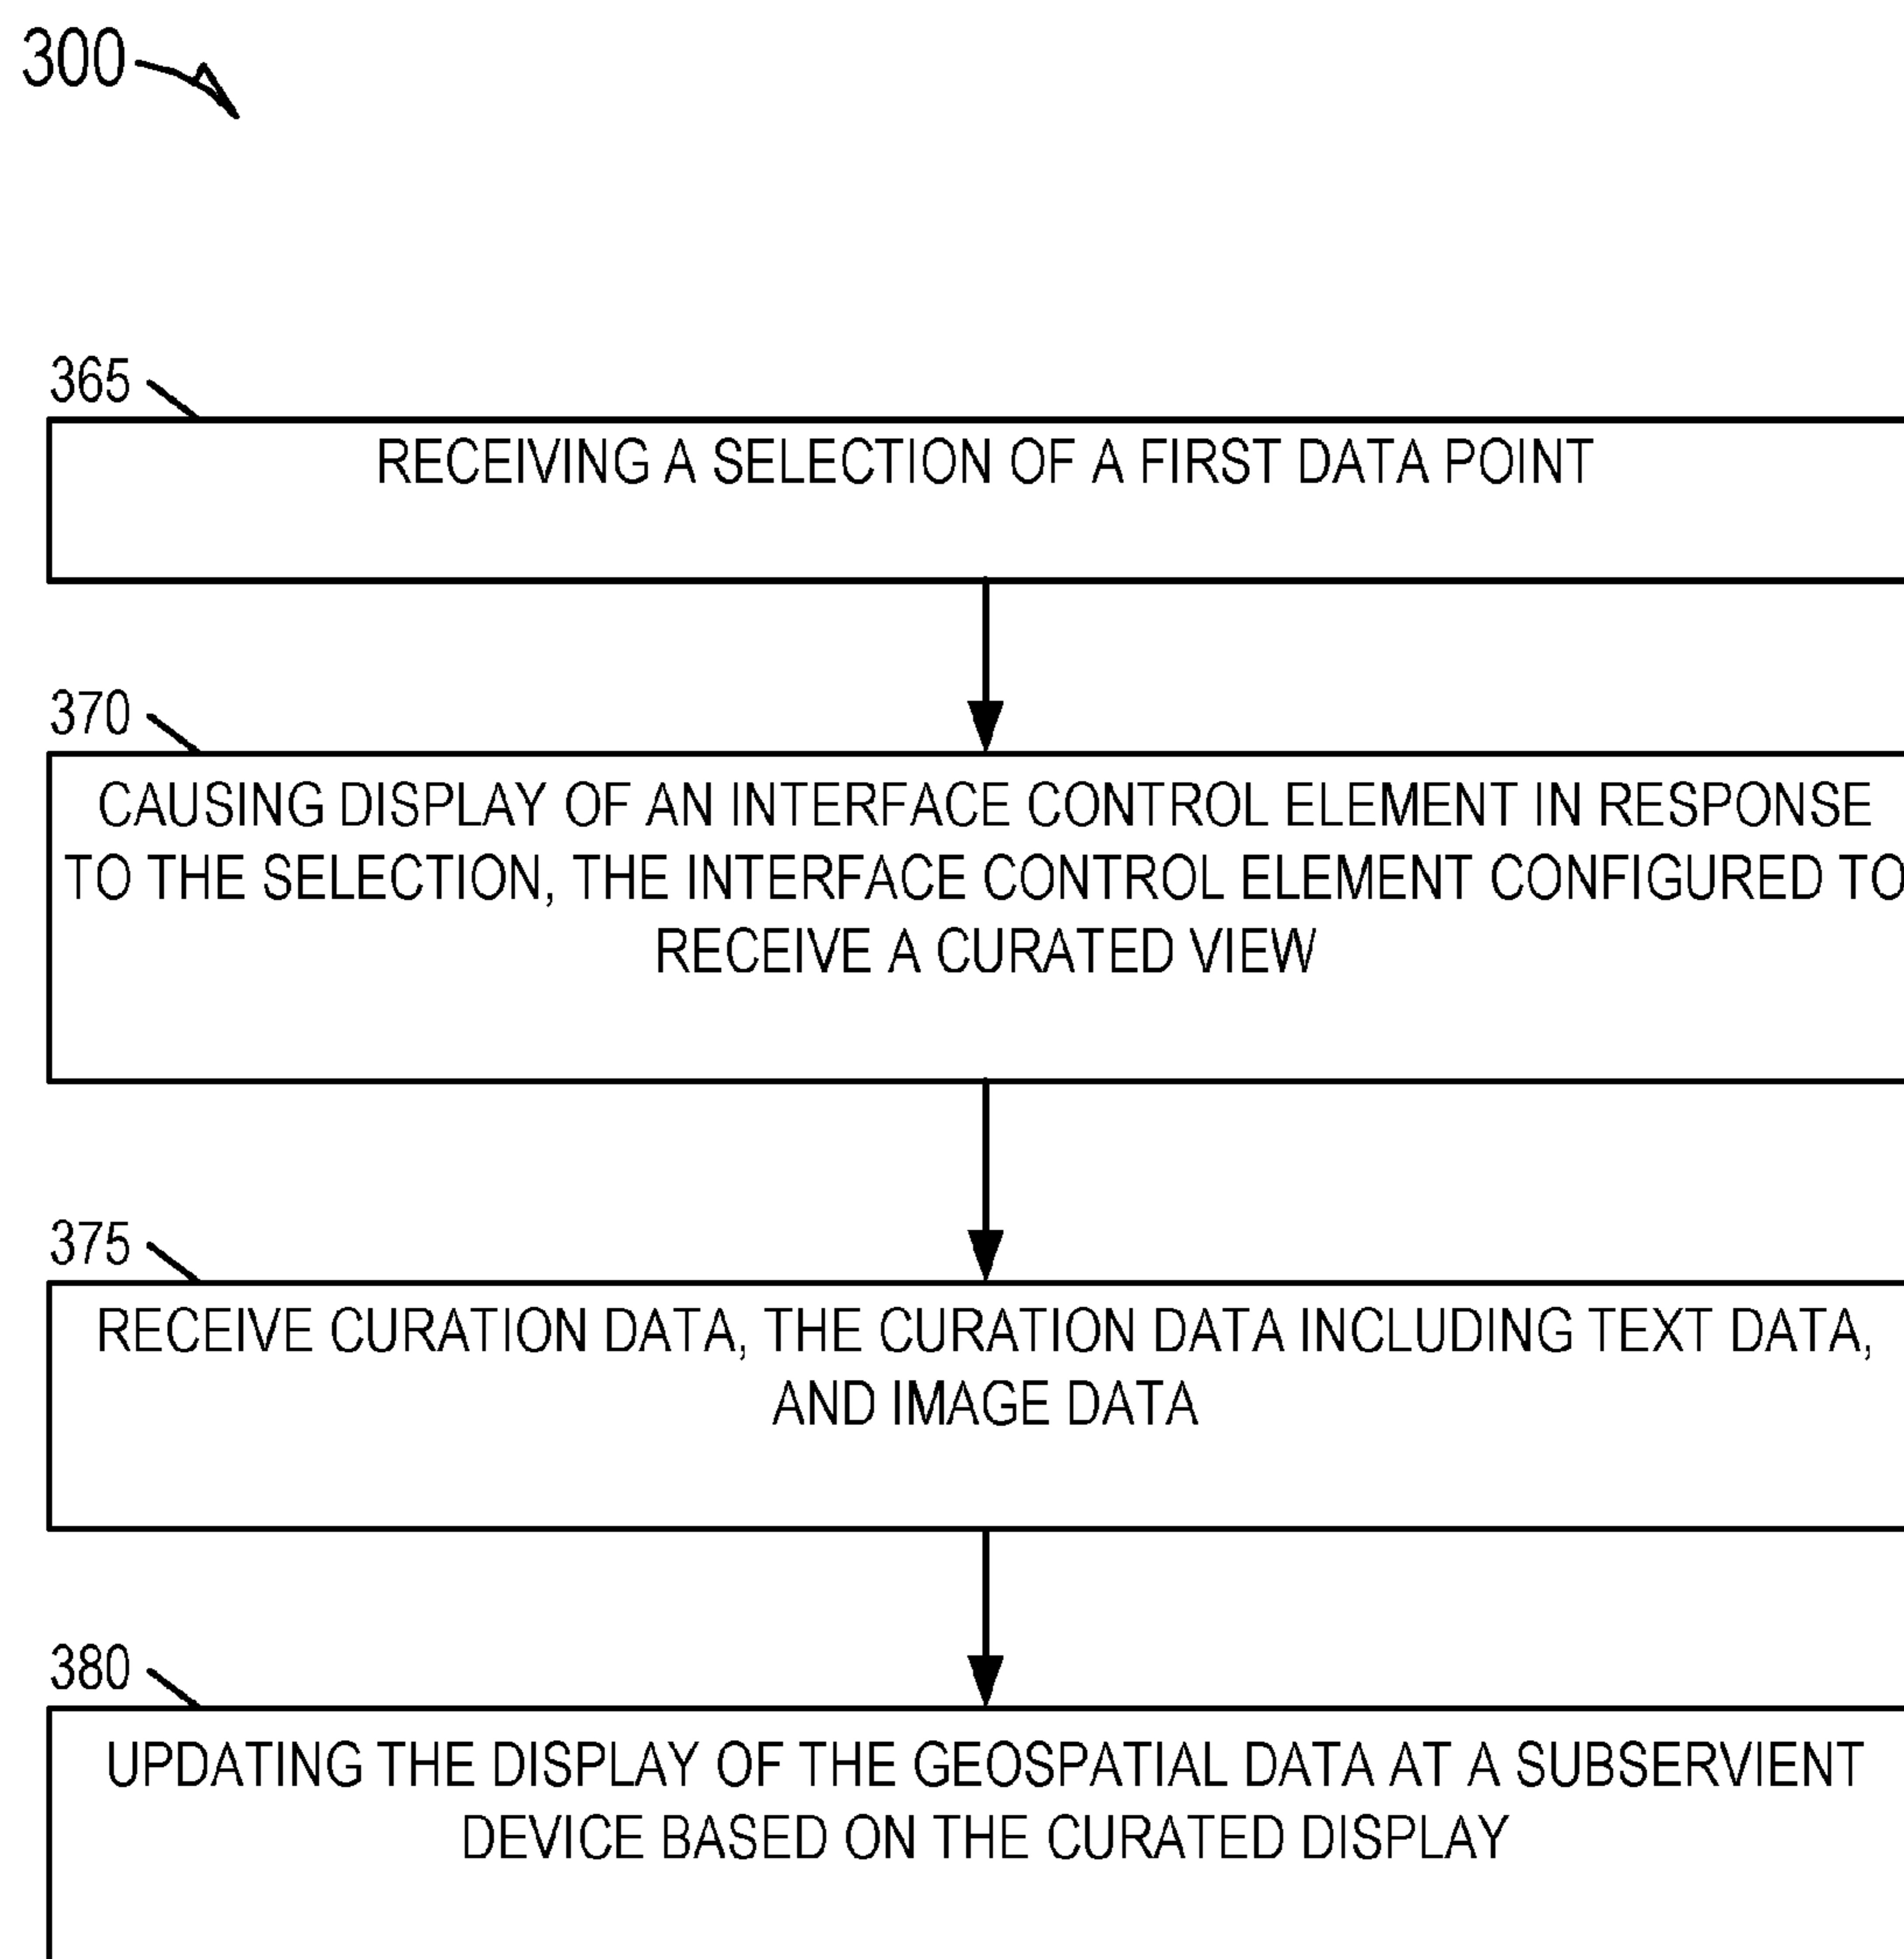 300
365
RECEIVING A SELECTION OF A FIRST DATA POINT
370
CAUSING DISPLAY OF AN INTERFACE CONTROL ELEMENT IN RESPONSE
TO THE SELECTION, THE INTERFACE CONTROL ELEMENT CONFIGURED TO
RECEIVE A CURATED VIEW
375
RECEIVE CURATION DATA, THE CURATION DATA INCLUDING TEXT DATA,
AND IMAGE DATA
380
UPDATING THE DISPLAY OF THE GEOSPATIAL DATA AT A SUBSERVIENT
DEVICE BASED ON THE CURATED DISPLAY